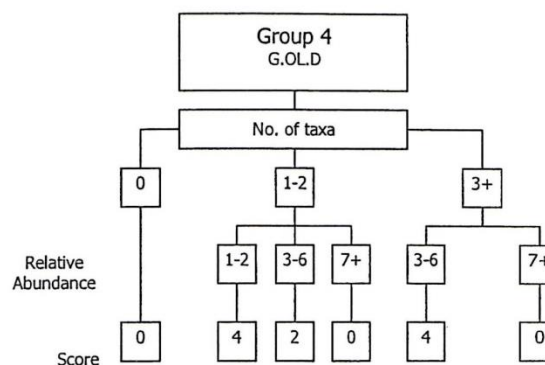 Group 4
G.OL.D
No. of taxa
0 1-2 3+
Relative
Abundance
1-2 3-6 7+ 3-6 7+
0 4 2 0 4 0
Score